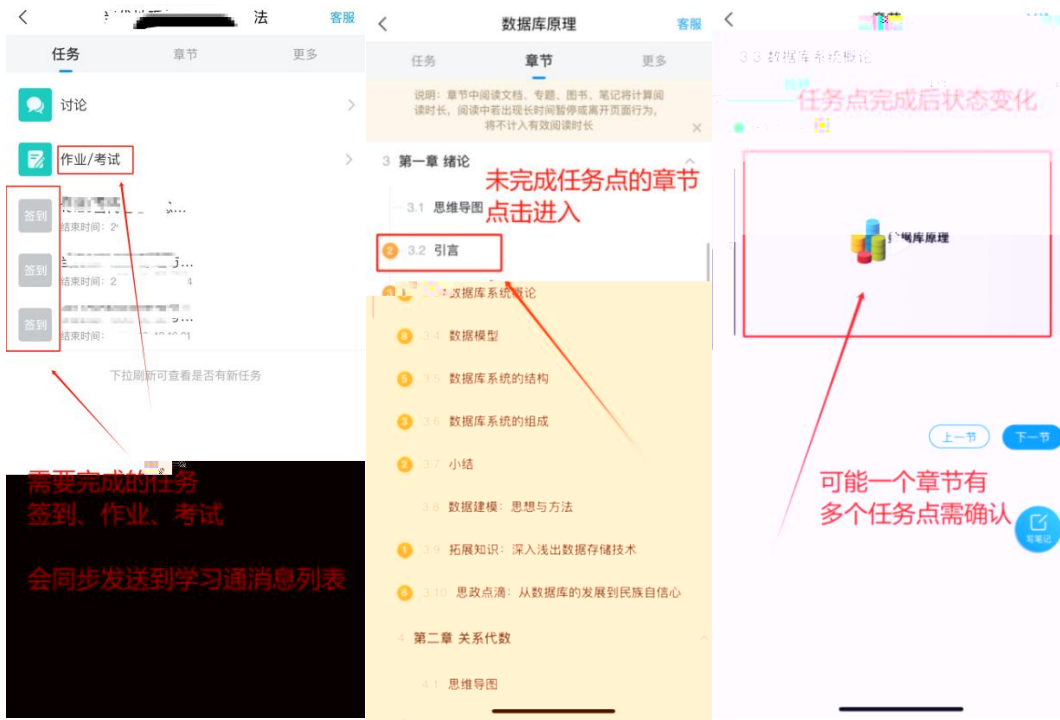 法
客服
任务
章节
更多
讨论
作业/考试
签到
结束时间：2
签到
结束时间：2
签到
结束时间：
下拉刷新可查看是否有新任务
需要完成的任务
签到、作业、考试
会同步发送到学习通消息列表
数据库原理
客服
任务
章节
更多
说明：章节中阅读文档、专题、图书、笔记将计算阅
读时长，阅读中若出现长时间暂停或离开页面行为，
将不计入有效阅读时长
3 第一章 绪论
未完成任务点的章节
3.1 思维导图
点击进入
2 3.2 引言
数据库系统概论
3.4 数据模型
3.5 数据库系统的结构
3 3.6 数据库系统的组成
2 3.7 小结
3.8 数据建模：思想与方法
1 3.9 拓展知识：深入浅出数据存储技术
3.10 思政点滴：从数据库的发展到民族自信心
4 第二章 关系代数
4.1 思维导图
3.3 数据库系统概论
任务点完成后状态变化
据库原理
上一节
下一节
可能一个章节有
多个任务点需确认
写笔记